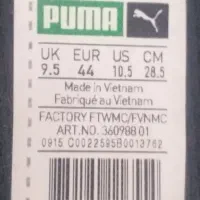 PUMA
UK EUR US CM
9.5 44 10.5 28.5
Made in Vietnam
Fabriqué au Vietnam
FACTORY FTWMC/FVNMC
ART.NO. 360988 01
0915 C0022595B0013762